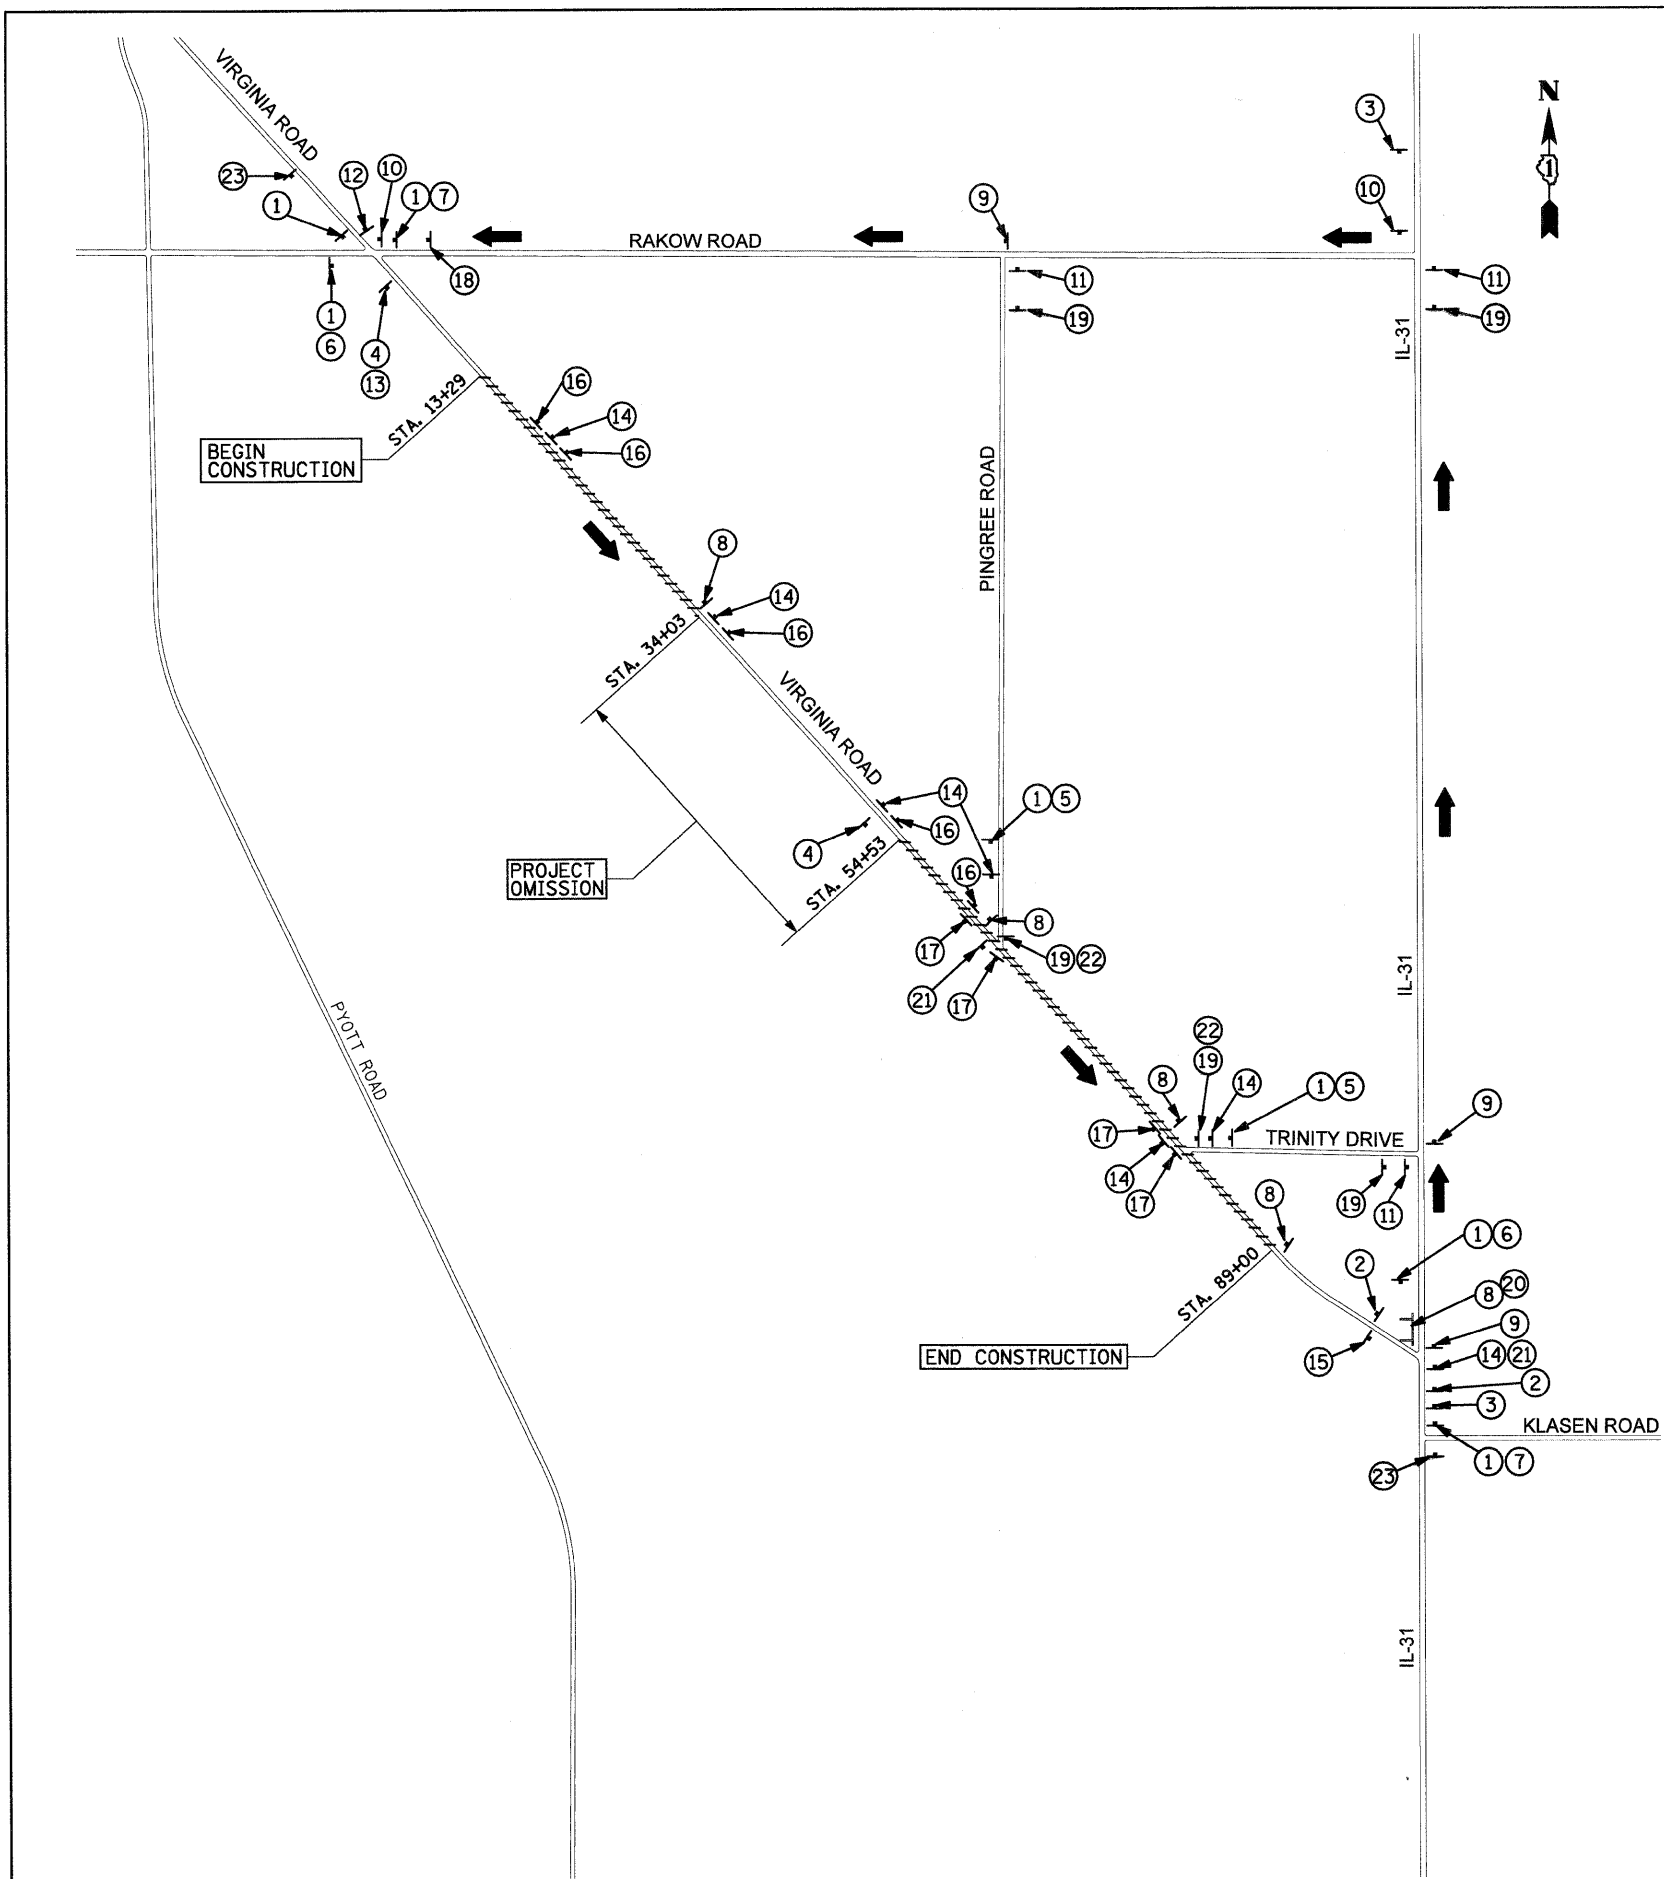 VIRGINIA ROAD
N
1
3
23
12
10
1 7
1
9
10
RAKOW ROAD
18
11
11
1
6
4
13
19
19
IL-31
STA. 13+29
16
14
16
BEGIN
CONSTRUCTION
PINGREE ROAD
8
14
16
STA. 34+03
VIRGINIA ROAD
14
1 5
16
4
PROJECT
OMISSION
STA. 54+53
16
8
17
19 22
21
17
IL-31
PYOTT ROAD
22
19
14
8
1 5
9
17
TRINITY DRIVE
14
17
19
11
8
1 6
2
STA. 89+00
8 20
9
END CONSTRUCTION
15
14 21
2
3
KLASEN ROAD
1 7
23
IL-31